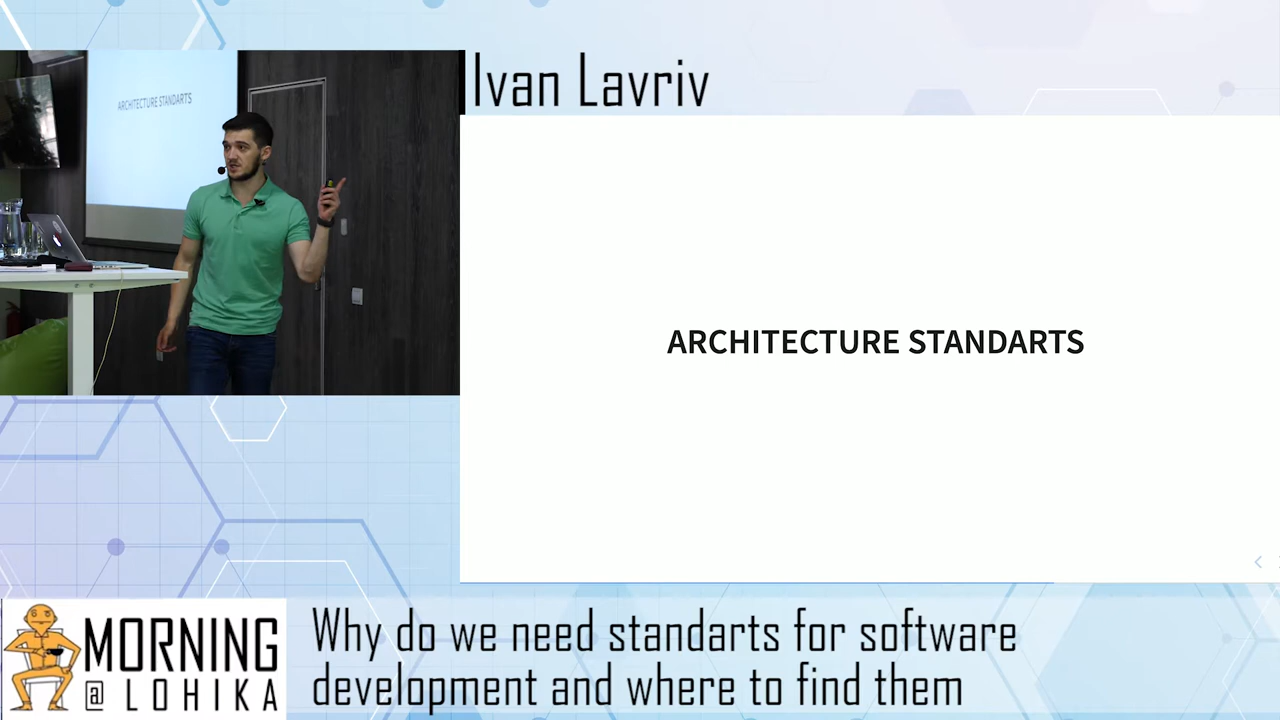 Ivan Lavriv
ARCHITECTURE STANDARTS
ARCHITECTURE STANDARTS
MORNING
@ LOHIKA
Why do we need standarts for software
development and where to find them